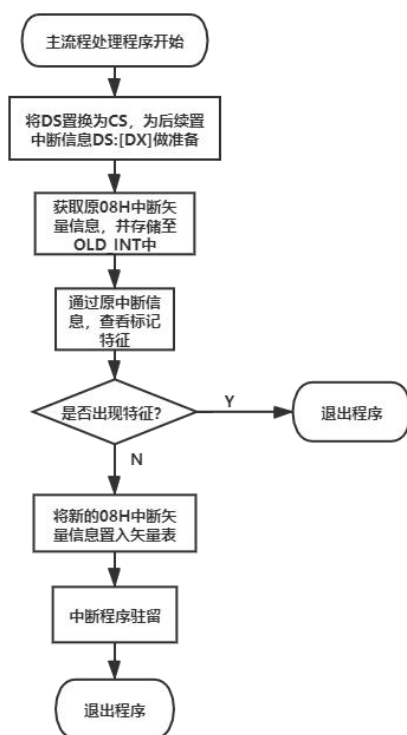 主流程处理程序开始
将DS置换为CS，为后续置
中断信息DS:[DX]做准备
获取原08H中断矢
量信息，并存储至
OLD_INT中
通过原中断信
息，查看标记
特征
是否出现特征?
Y
退出程序
N
将新的08H中断矢
量信息置入矢量表
中断程序驻留
退出程序